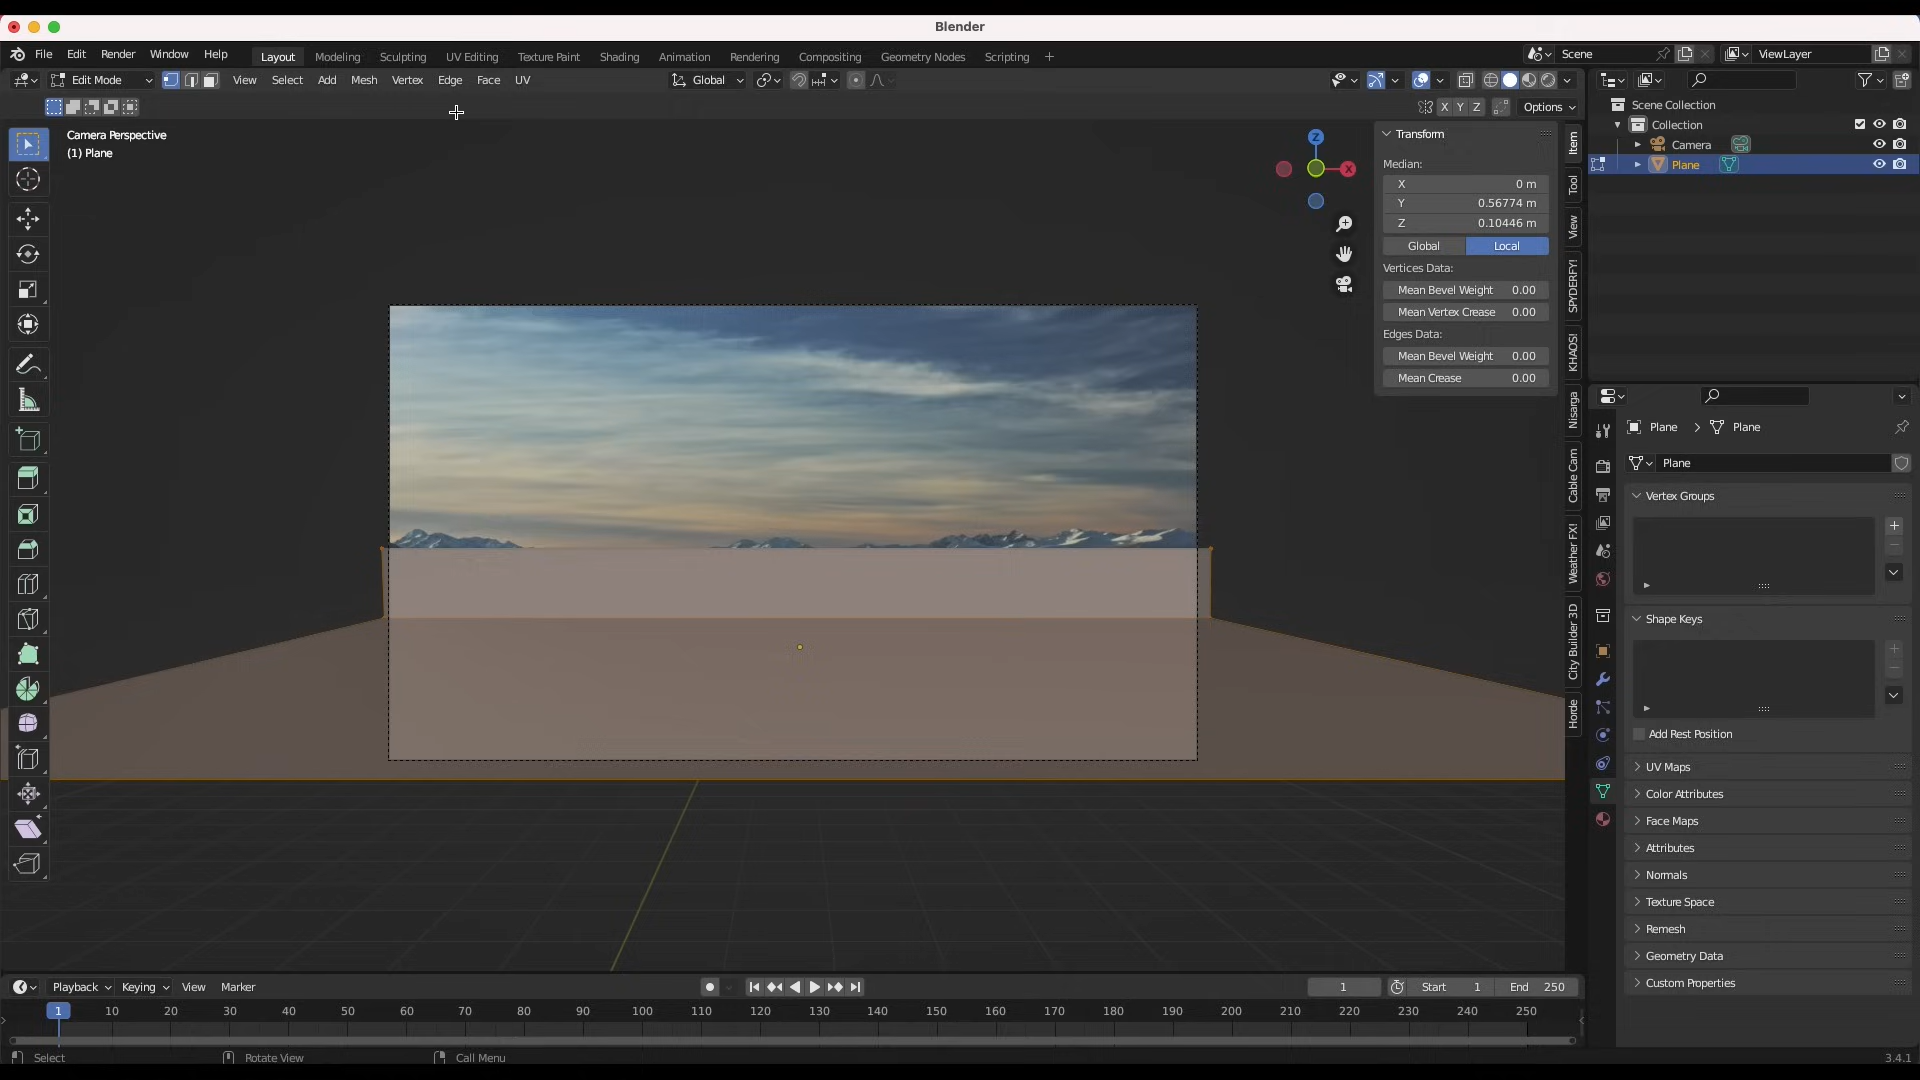 Blender
File Edit Render Window Help Layout Modeling Sculpting UV Editing Texture Paint Shading Animation Rendering Compositing Geometry Nodes Scripting + Scene ViewLayer
Edit Mode View Select Add Mesh Vertex Edge Face UV Global
X Y Z Options
Camera Perspective
(1) Plane
Z
X
Transform
Median:
X 0 m
Y 0.56774 m
Z 0.10446 m
Global Local
Vertices Data:
Mean Bevel Weight 0.00
Mean Vertex Crease 0.00
Edges Data:
Mean Bevel Weight 0.00
Mean Crease 0.00
Item
Tool
View
SPYDERFY!
KHAOS!
Nisarga
Cable Cam
Weather FX!
City Builder 3D
Horde
Scene Collection
Collection
Camera
Plane
Plane > Plane
Plane
Vertex Groups
Shape Keys
Add Rest Position
UV Maps
Color Attributes
Face Maps
Attributes
Normals
Texture Space
Remesh
Geometry Data
Custom Properties
Playback Keying View Marker 1 Start 1 End 250
1 10 20 30 40 50 60 70 80 90 100 110 120 130 140 150 160 170 180 190 200 210 220 230 240 250
Select Rotate View Call Menu 3.4.1